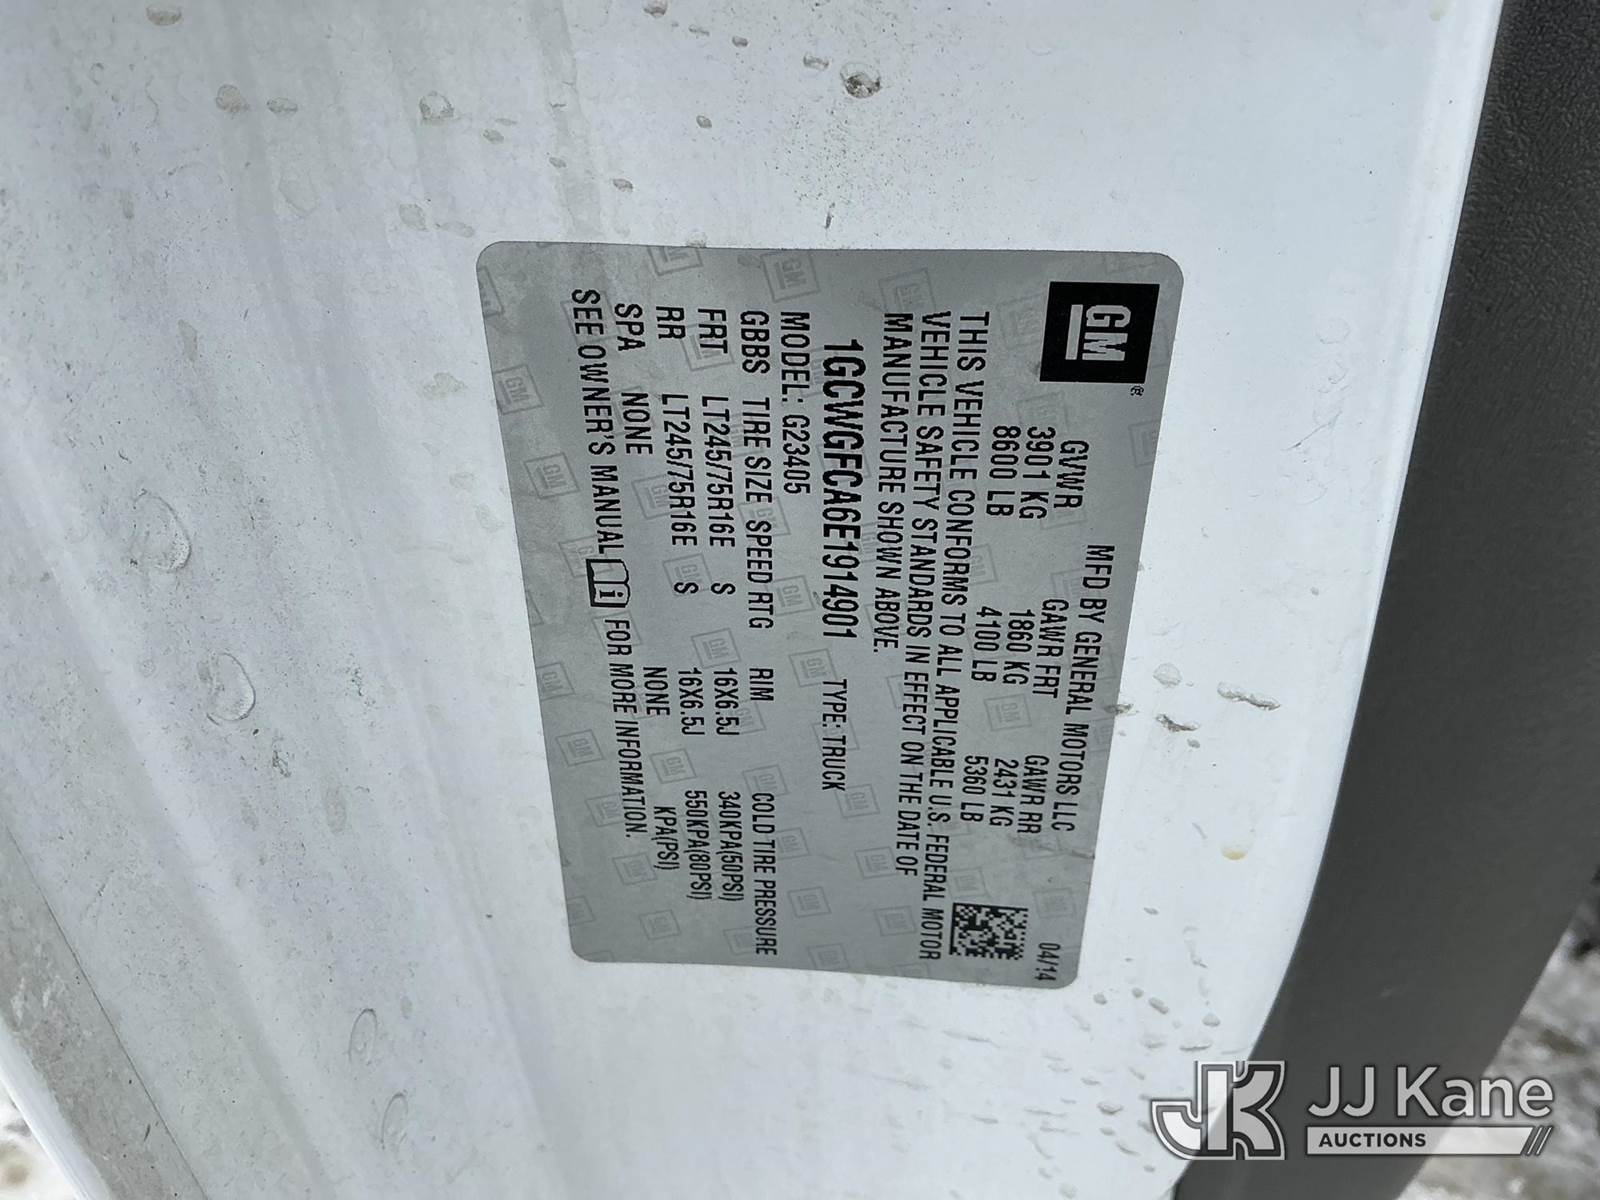 GM ®
MFD BY GENERAL MOTORS LLC 04/14
GVWR GAWR FRT GAWR RR
3901 KG 1860 KG 2431 KG
8600 LB 4100 LB 5360 LB
THIS VEHICLE CONFORMS TO ALL APPLICABLE U.S. FEDERAL MOTOR
VEHICLE SAFETY STANDARDS IN EFFECT ON THE DATE OF
MANUFACTURE SHOWN ABOVE.
1GCWGFCA6E1914901 TYPE: TRUCK
MODEL: G23405
GBBS TIRE SIZE SPEED RTG RIM COLD TIRE PRESSURE
FRT LT245/75R16E S 16X6.5J 340KPA(50PSI)
RR LT245/75R16E S 16X6.5J 550KPA(80PSI)
SPA NONE NONE KPA(PSI)
SEE OWNER'S MANUAL i FOR MORE INFORMATION.
JK JJ Kane
AUCTIONS